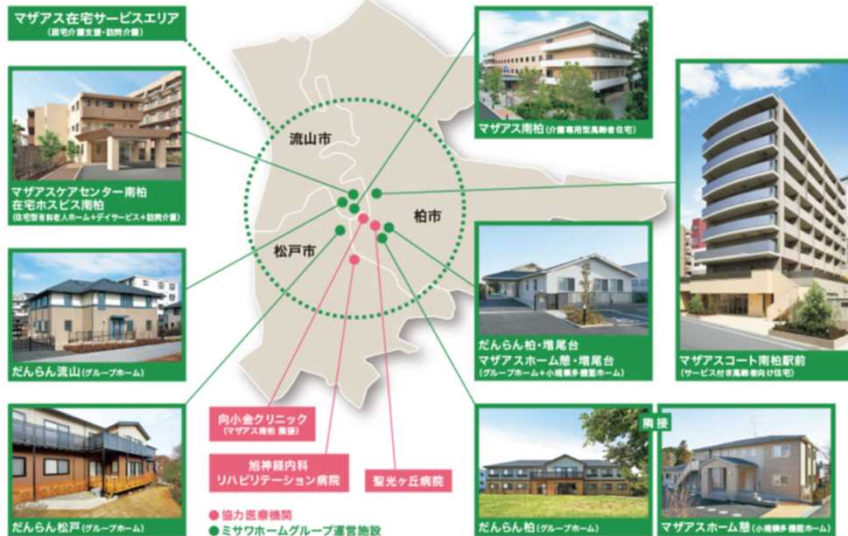 マザアス在宅サービスエリア
(居宅介護支援・訪問介護)
マザアスケアセンター南柏
在宅ホスピス南柏
(住宅型有料老人ホーム+デイサービス+訪問介護)
だんらん流山(グループホーム)
だんらん松戸(グループホーム)
流山市
柏市
松戸市
マザアス南柏(介護専用型高齢者住宅)
マザアスコート南柏駅前
(サービス付き高齢者向け住宅)
だんらん柏・増尾台
マザアスホーム憩・増尾台
(グループホーム+小規模多機能ホーム)
向小金クリニック
(マザアス南柏 隣接)
旭神経内科
リハビリテーション病院
聖光ヶ丘病院
●協力医療機関
●ミサワホームグループ運営施設
隣接
だんらん柏(グループホーム)
マザアスホーム憩(小規模多機能ホーム)